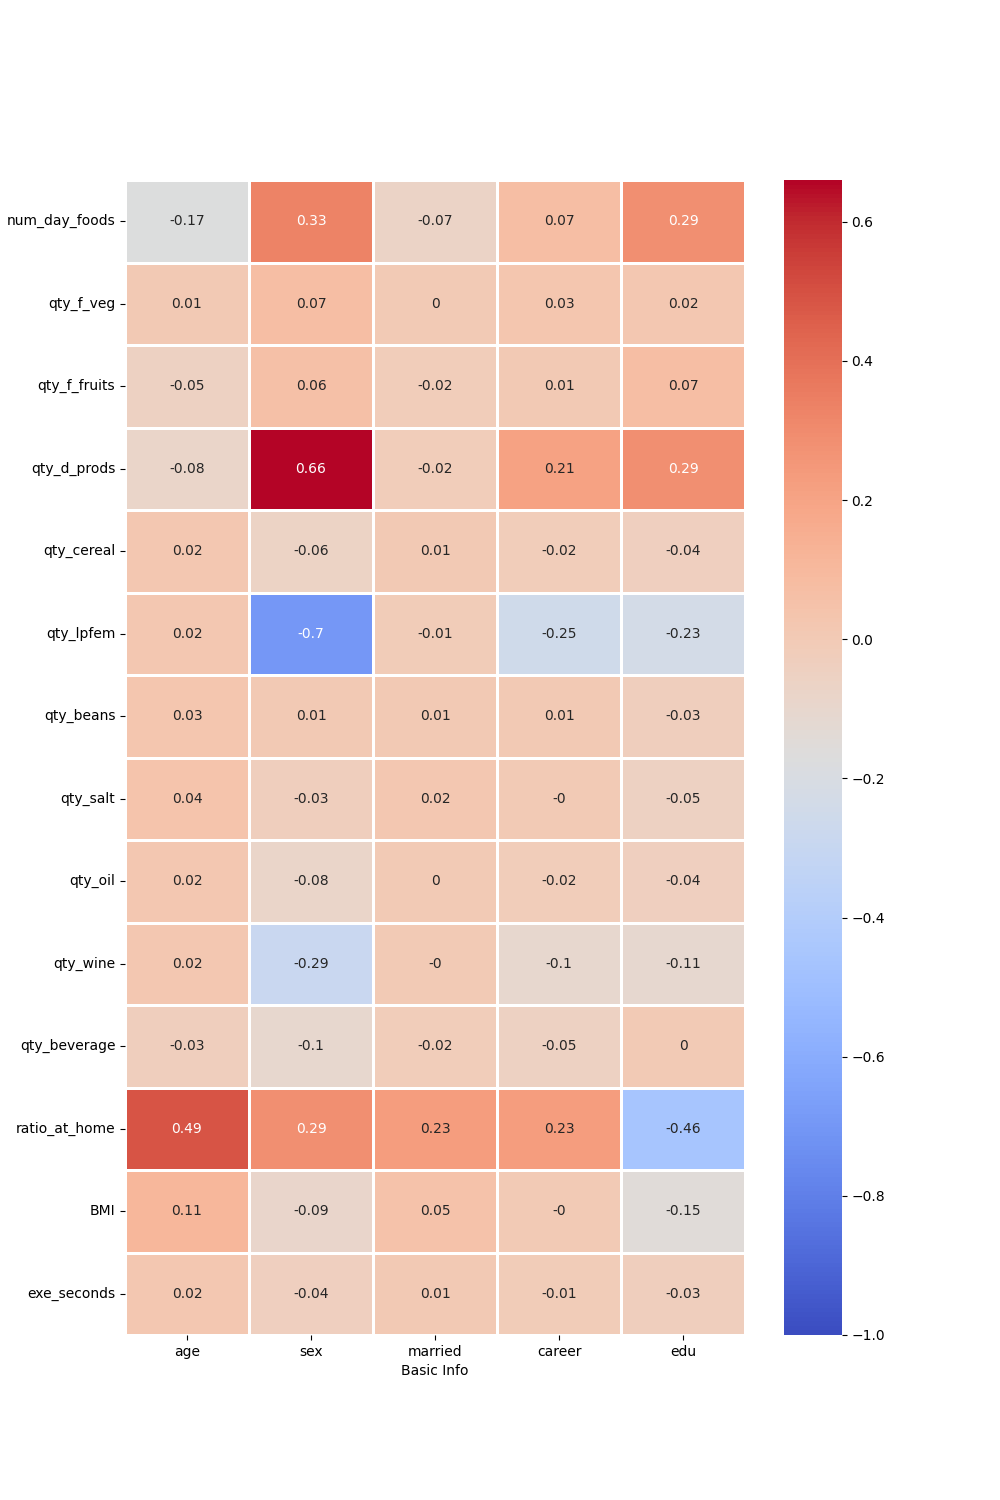 num_day_foods -0.17 0.33 -0.07 0.07 0.29
qty_f_veg 0.01 0.07 0 0.03 0.02
qty_f_fruits -0.05 0.06 -0.02 0.01 0.07
qty_d_prods -0.08 0.66 -0.02 0.21 0.29
qty_cereal 0.02 -0.06 0.01 -0.02 -0.04
qty_lpfem 0.02 -0.7 -0.01 -0.25 -0.23
qty_beans 0.03 0.01 0.01 0.01 -0.03
qty_salt 0.04 -0.03 0.02 -0 -0.05
qty_oil 0.02 -0.08 0 -0.02 -0.04
qty_wine 0.02 -0.29 -0 -0.1 -0.11
qty_beverage -0.03 -0.1 -0.02 -0.05 0
ratio_at_home 0.49 0.29 0.23 0.23 -0.46
BMI 0.11 -0.09 0.05 -0 -0.15
exe_seconds 0.02 -0.04 0.01 -0.01 -0.03
age sex married career edu
Basic Info
0.6
0.4
0.2
0.0
−0.2
−0.4
−0.6
−0.8
−1.0